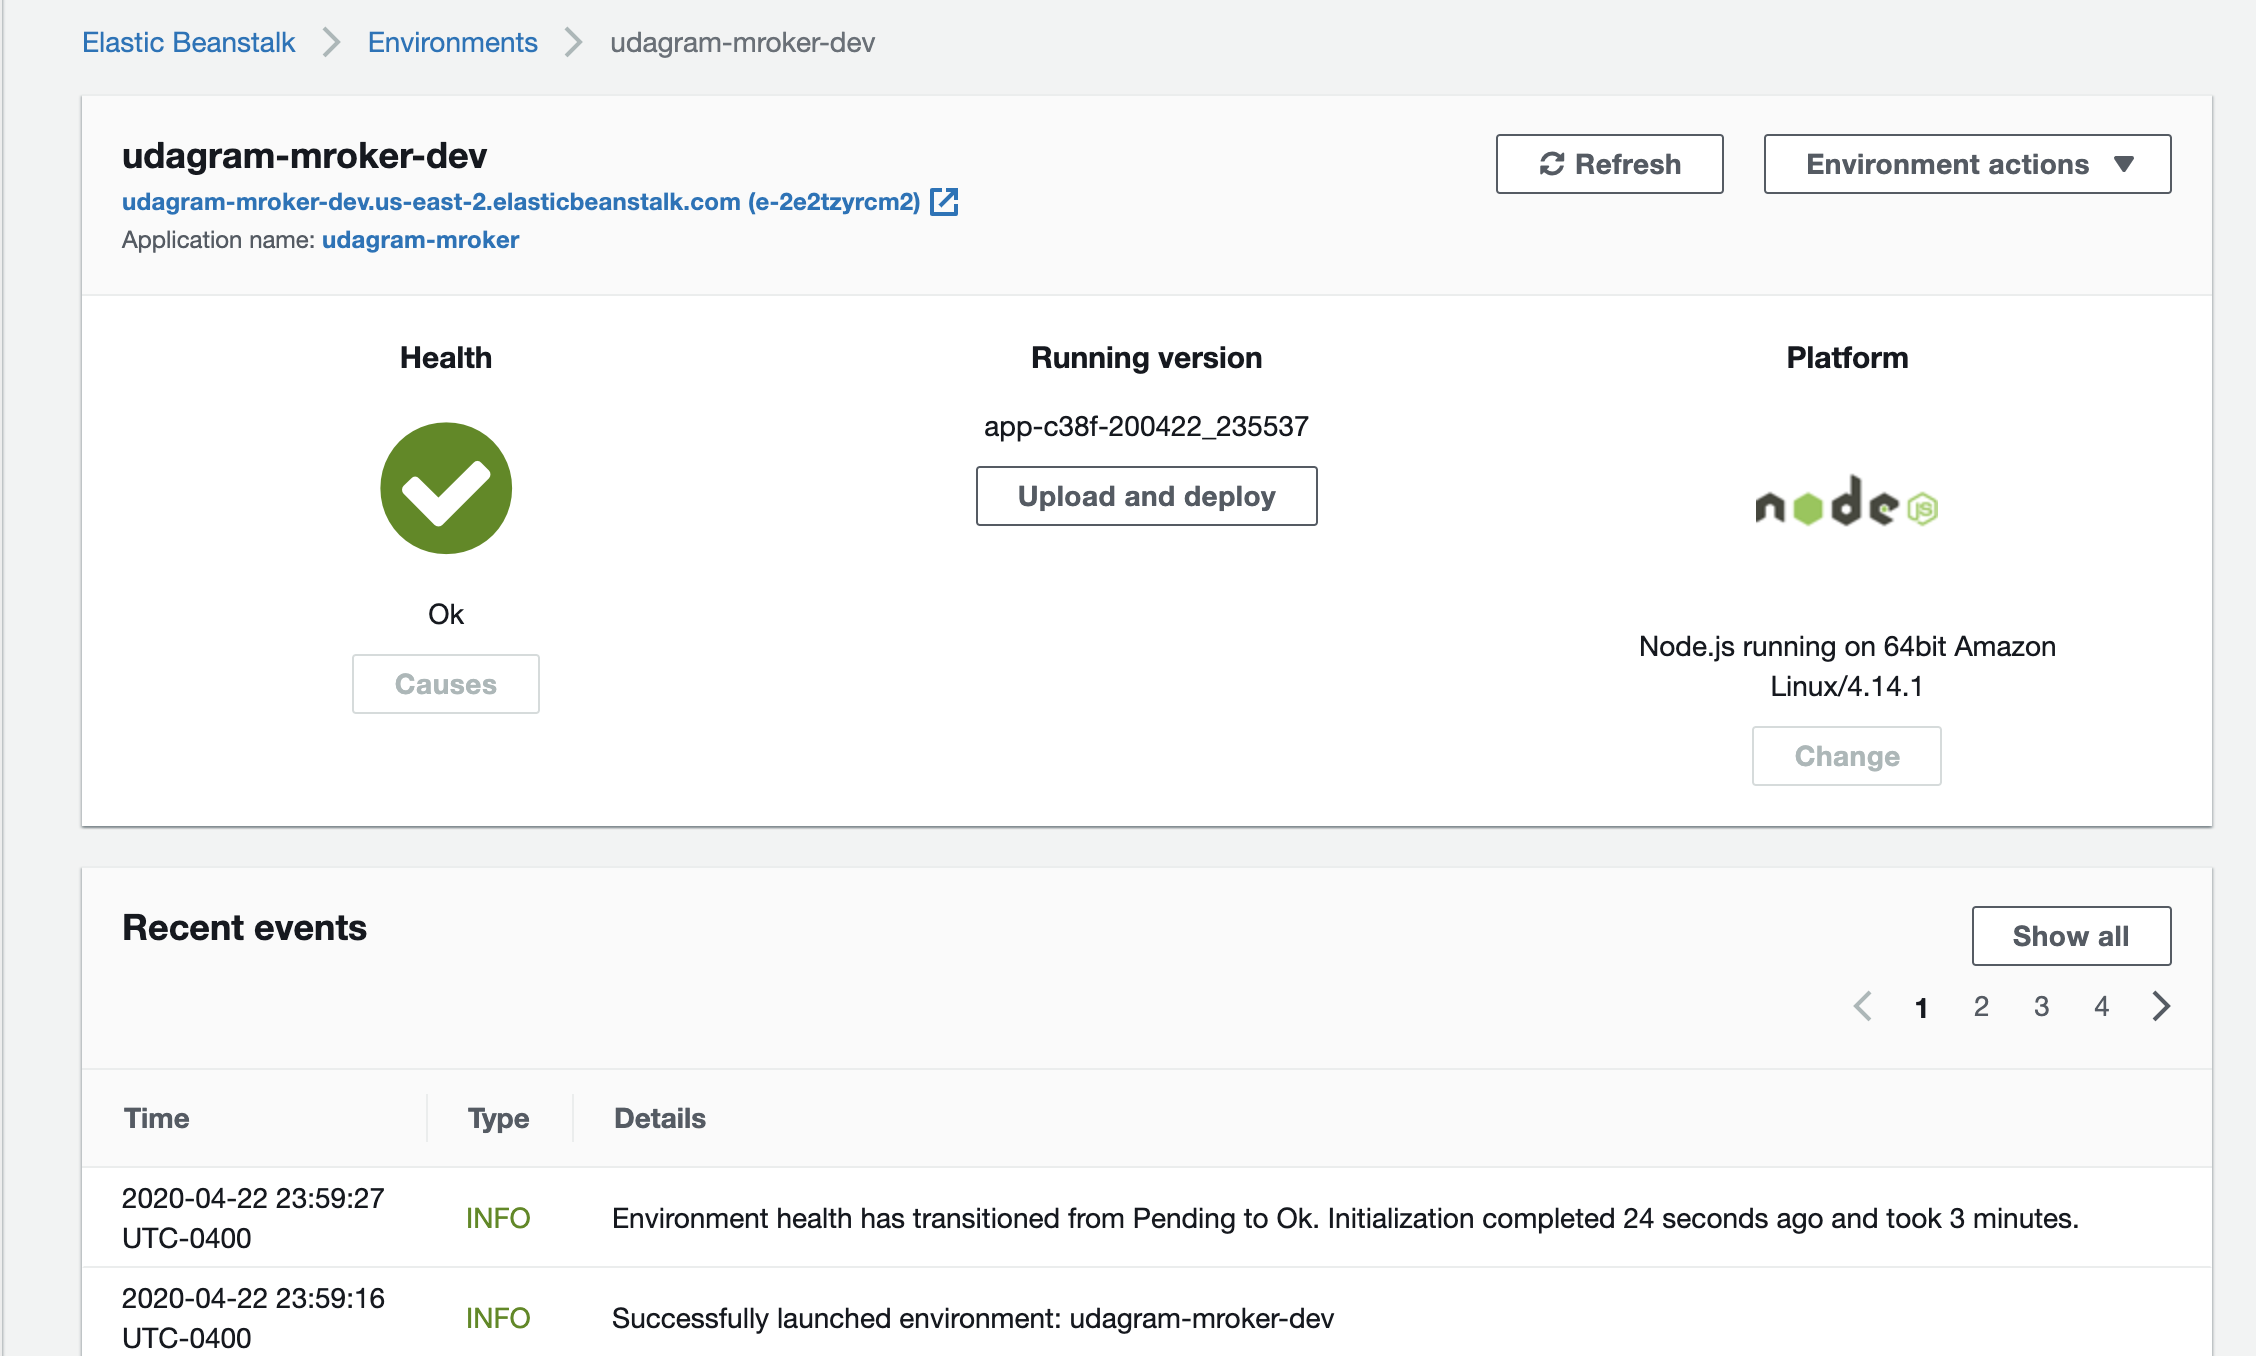 Elastic Beanstalk > Environments > udagram-mroker-dev
udagram-mroker-dev
udagram-mroker-dev.us-east-2.elasticbeanstalk.com (e-2e2tzyrcm2)
Application name: udagram-mroker
Refresh
Environment actions
Health
Ok
Causes
Running version
app-c38f-200422_235537
Upload and deploy
Platform
node JS
Node.js running on 64bit Amazon
Linux/4.14.1
Change
Recent events
Show all
1 2 3 4
Time Type Details
2020-04-22 23:59:27
UTC-0400
INFO
Environment health has transitioned from Pending to Ok. Initialization completed 24 seconds ago and took 3 minutes.
2020-04-22 23:59:16
UTC-0400
INFO
Successfully launched environment: udagram-mroker-dev